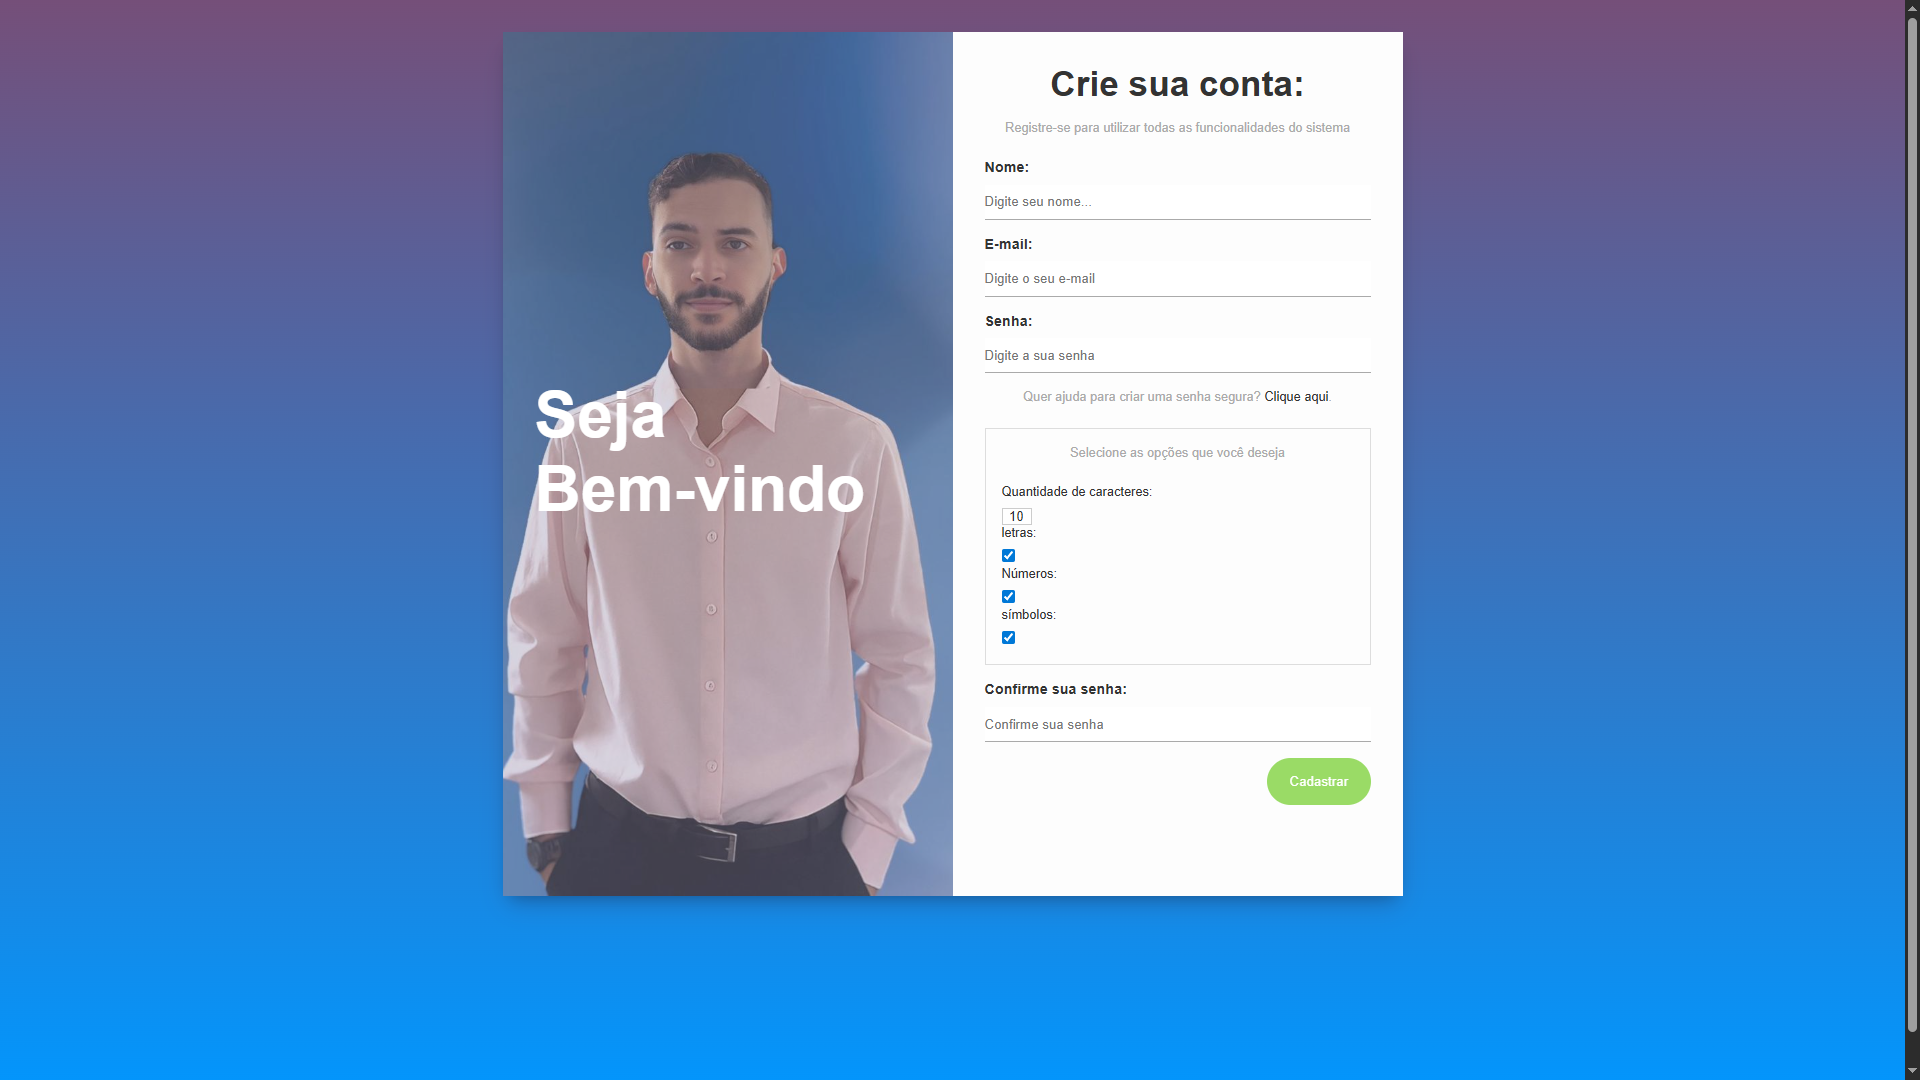 Seja
Bem-vindo
Crie sua conta:
Registre-se para utilizar todas as funcionalidades do sistema
Nome:
Digite seu nome...
E-mail:
Digite o seu e-mail
Senha:
Digite a sua senha
Quer ajuda para criar uma senha segura? Clique aqui.
Selecione as opções que você deseja
Quantidade de caracteres:
10
letras:
Números:
símbolos:
Confirme sua senha:
Confirme sua senha
Cadastrar